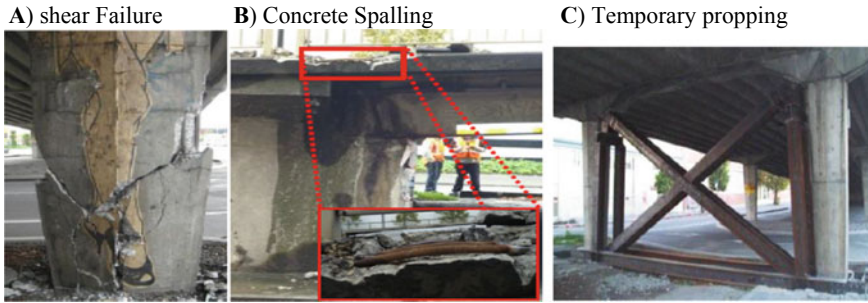 A) shear Failure
B) Concrete Spalling
C) Temporary propping